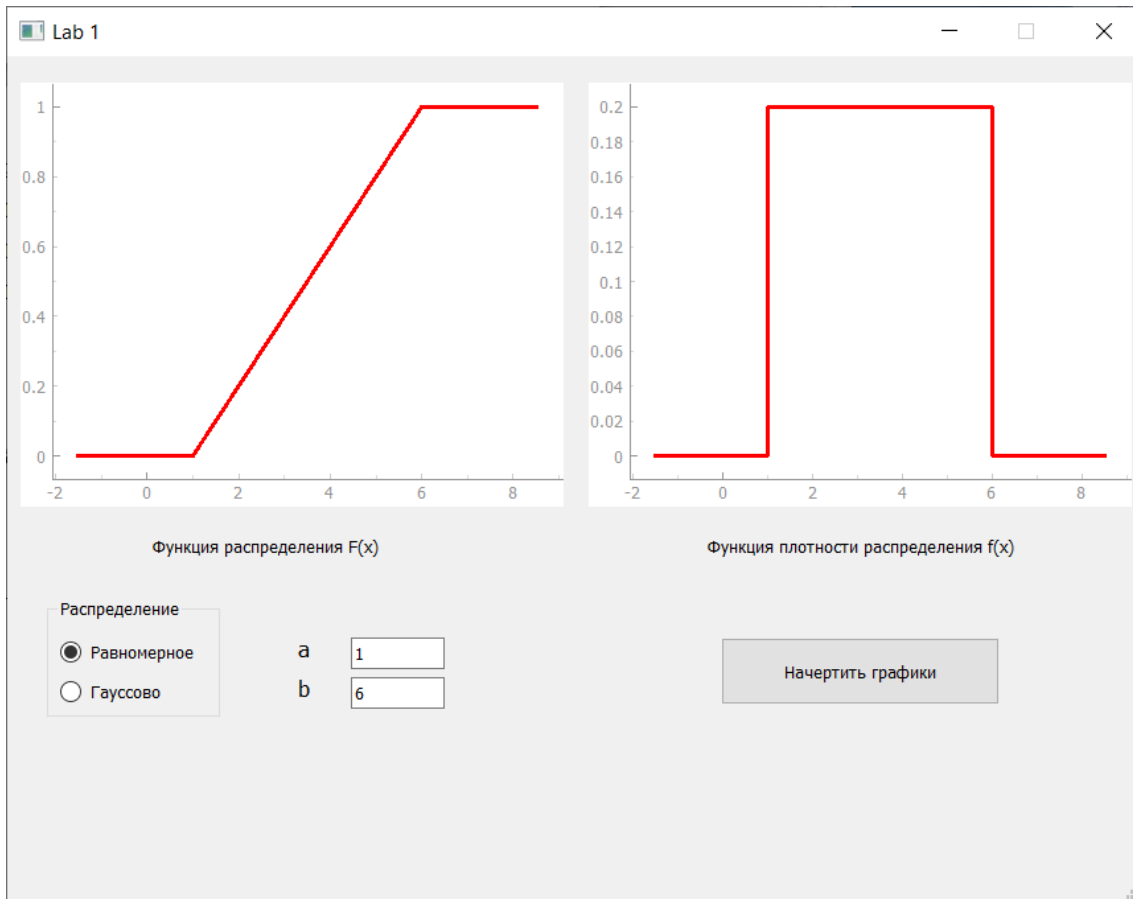 Lab 1
1
0.8
0.6
0.4
0.2
0
-2 0 2 4 6 8
0.2
0.18
0.16
0.14
0.12
0.1
0.08
0.06
0.04
0.02
0
-2 0 2 4 6 8
Функция распределения F(x)
Функция плотности распределения f(x)
Распределение
Равномерное
Гауссово
a 1
b 6
Начертить графики